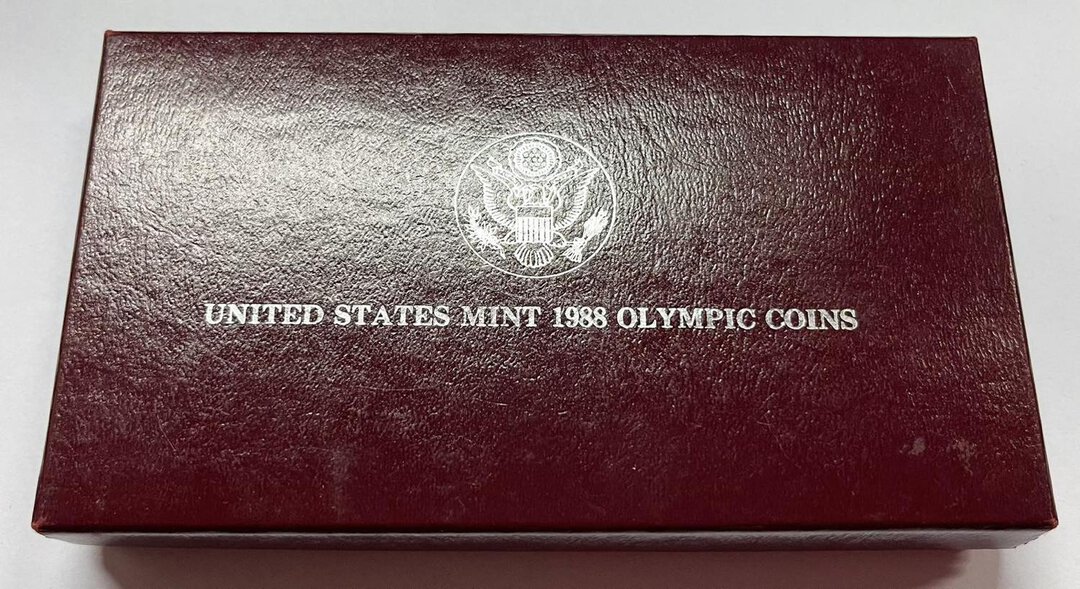 UNITED STATES MINT 1988 OLYMPIC COINS